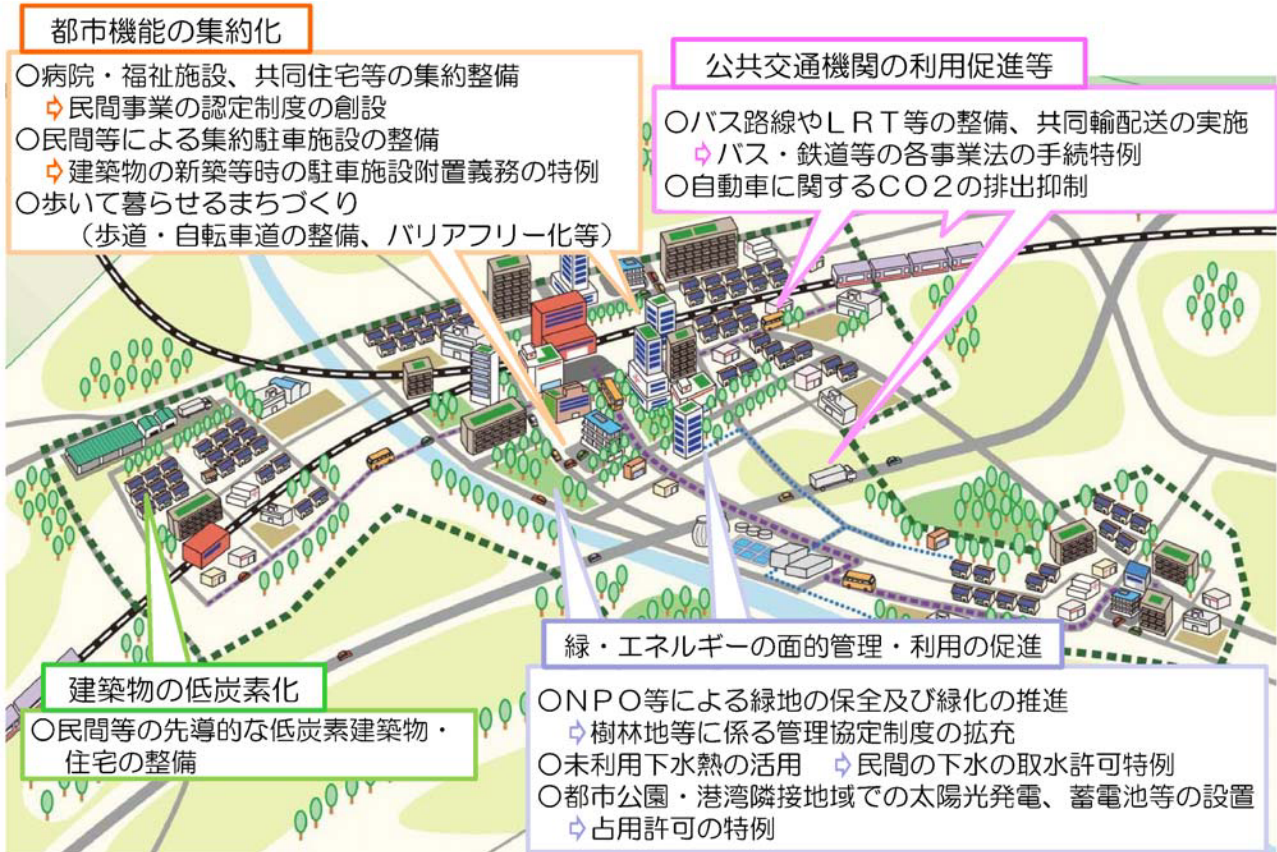 都市機能の集約化
○病院・福祉施設、共同住宅等の集約整備
⇨民間事業の認定制度の創設
○民間等による集約駐車施設の整備
⇨建築物の新築等時の駐車施設附置義務の特例
○歩いて暮らせるまちづくり
（歩道・自転車道の整備、バリアフリー化等）
公共交通機関の利用促進等
○バス路線やＬＲＴ等の整備、共同輸配送の実施
⇨バス・鉄道等の各事業法の手続特例
○自動車に関するＣＯ２の排出抑制
建築物の低炭素化
○民間等の先導的な低炭素建築物・
住宅の整備
緑・エネルギーの面的管理・利用の促進
○ＮＰＯ等による緑地の保全及び緑化の推進
⇨樹林地等に係る管理協定制度の拡充
○未利用下水熱の活用　⇨民間の下水の取水許可特例
○都市公園・港湾隣接地域での太陽光発電、蓄電池等の設置
⇨占用許可の特例